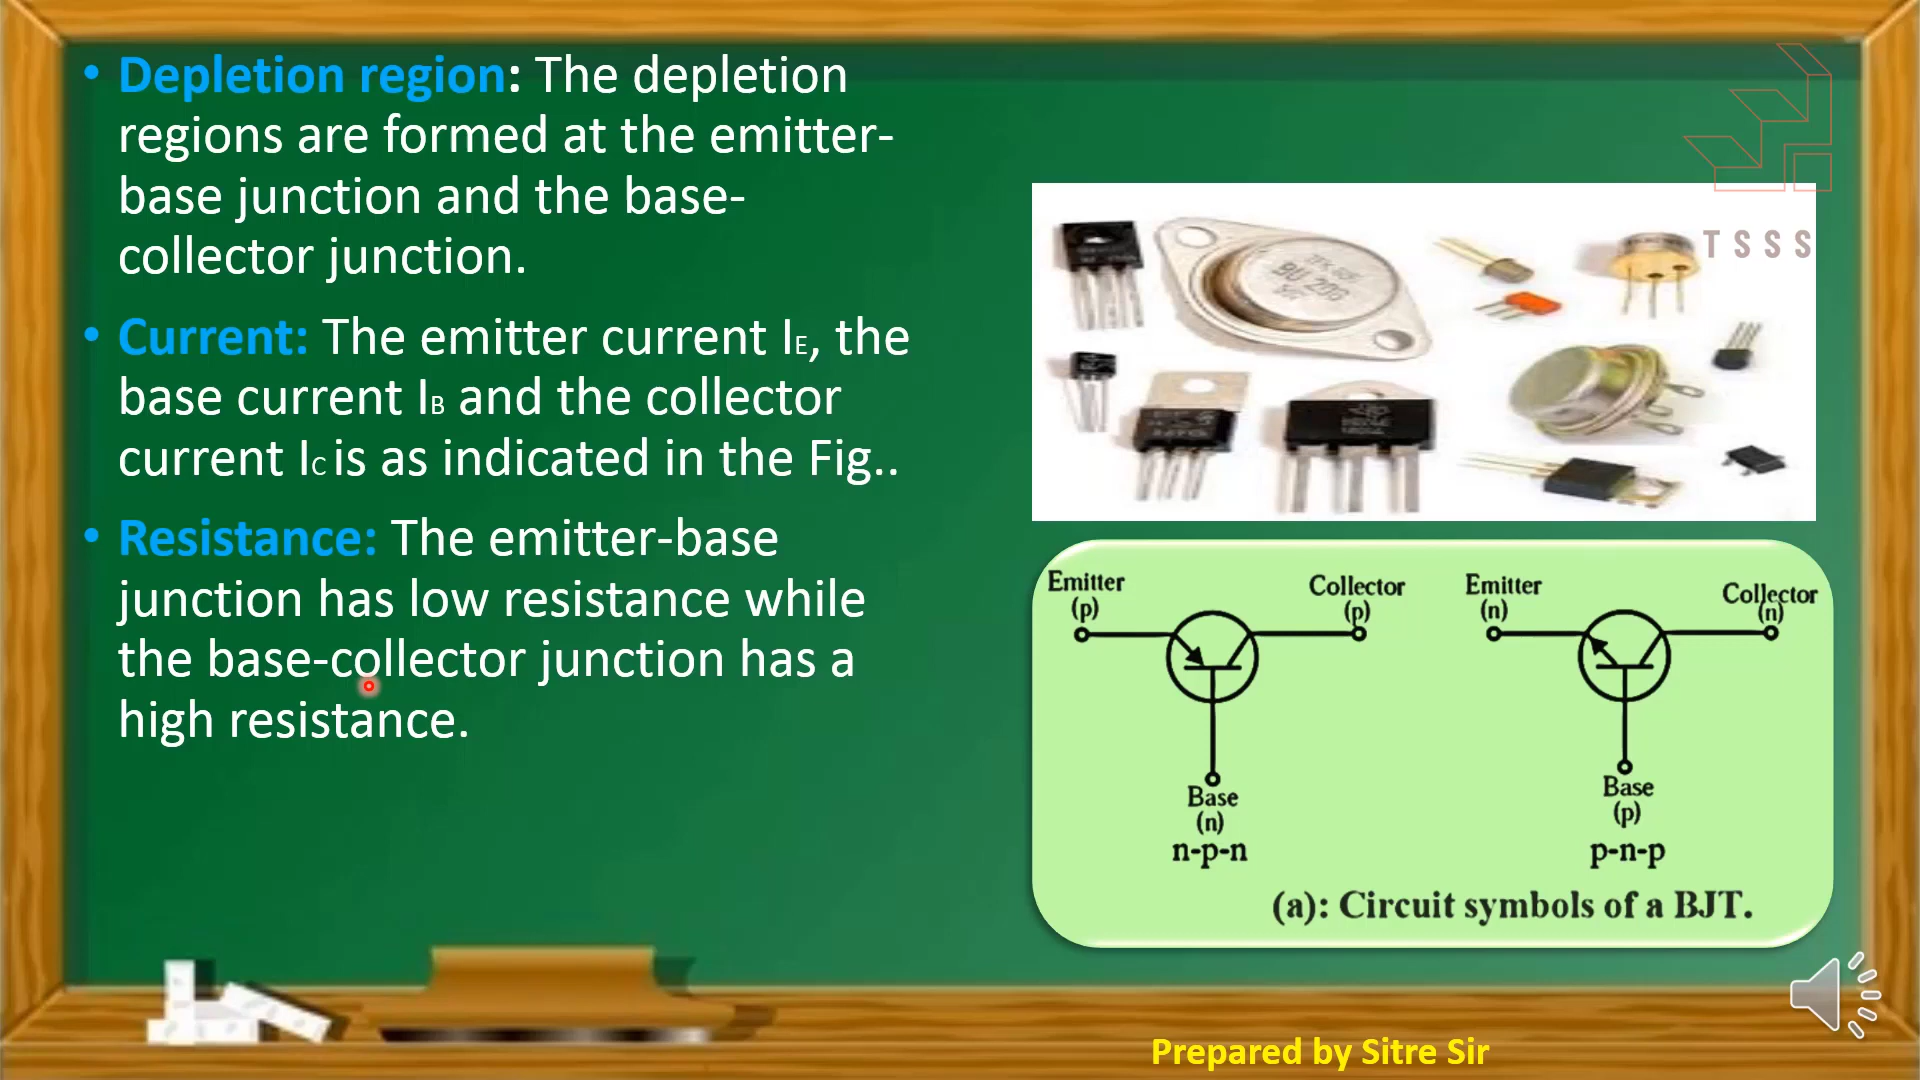 • Depletion region: The depletion
regions are formed at the emitter-
base junction and the base-
collector junction.
• Current: The emitter current IE, the
base current IB and the collector
current IC is as indicated in the Fig..
• Resistance: The emitter-base
junction has low resistance while
the base-collector junction has a
high resistance.
TSSS
BU 208
Emitter
(p)
Collector
(p)
Base
(n)
n-p-n
Emitter
(n)
Collector
(n)
Base
(p)
p-n-p
(a): Circuit symbols of a BJT.
Prepared by Sitre Sir